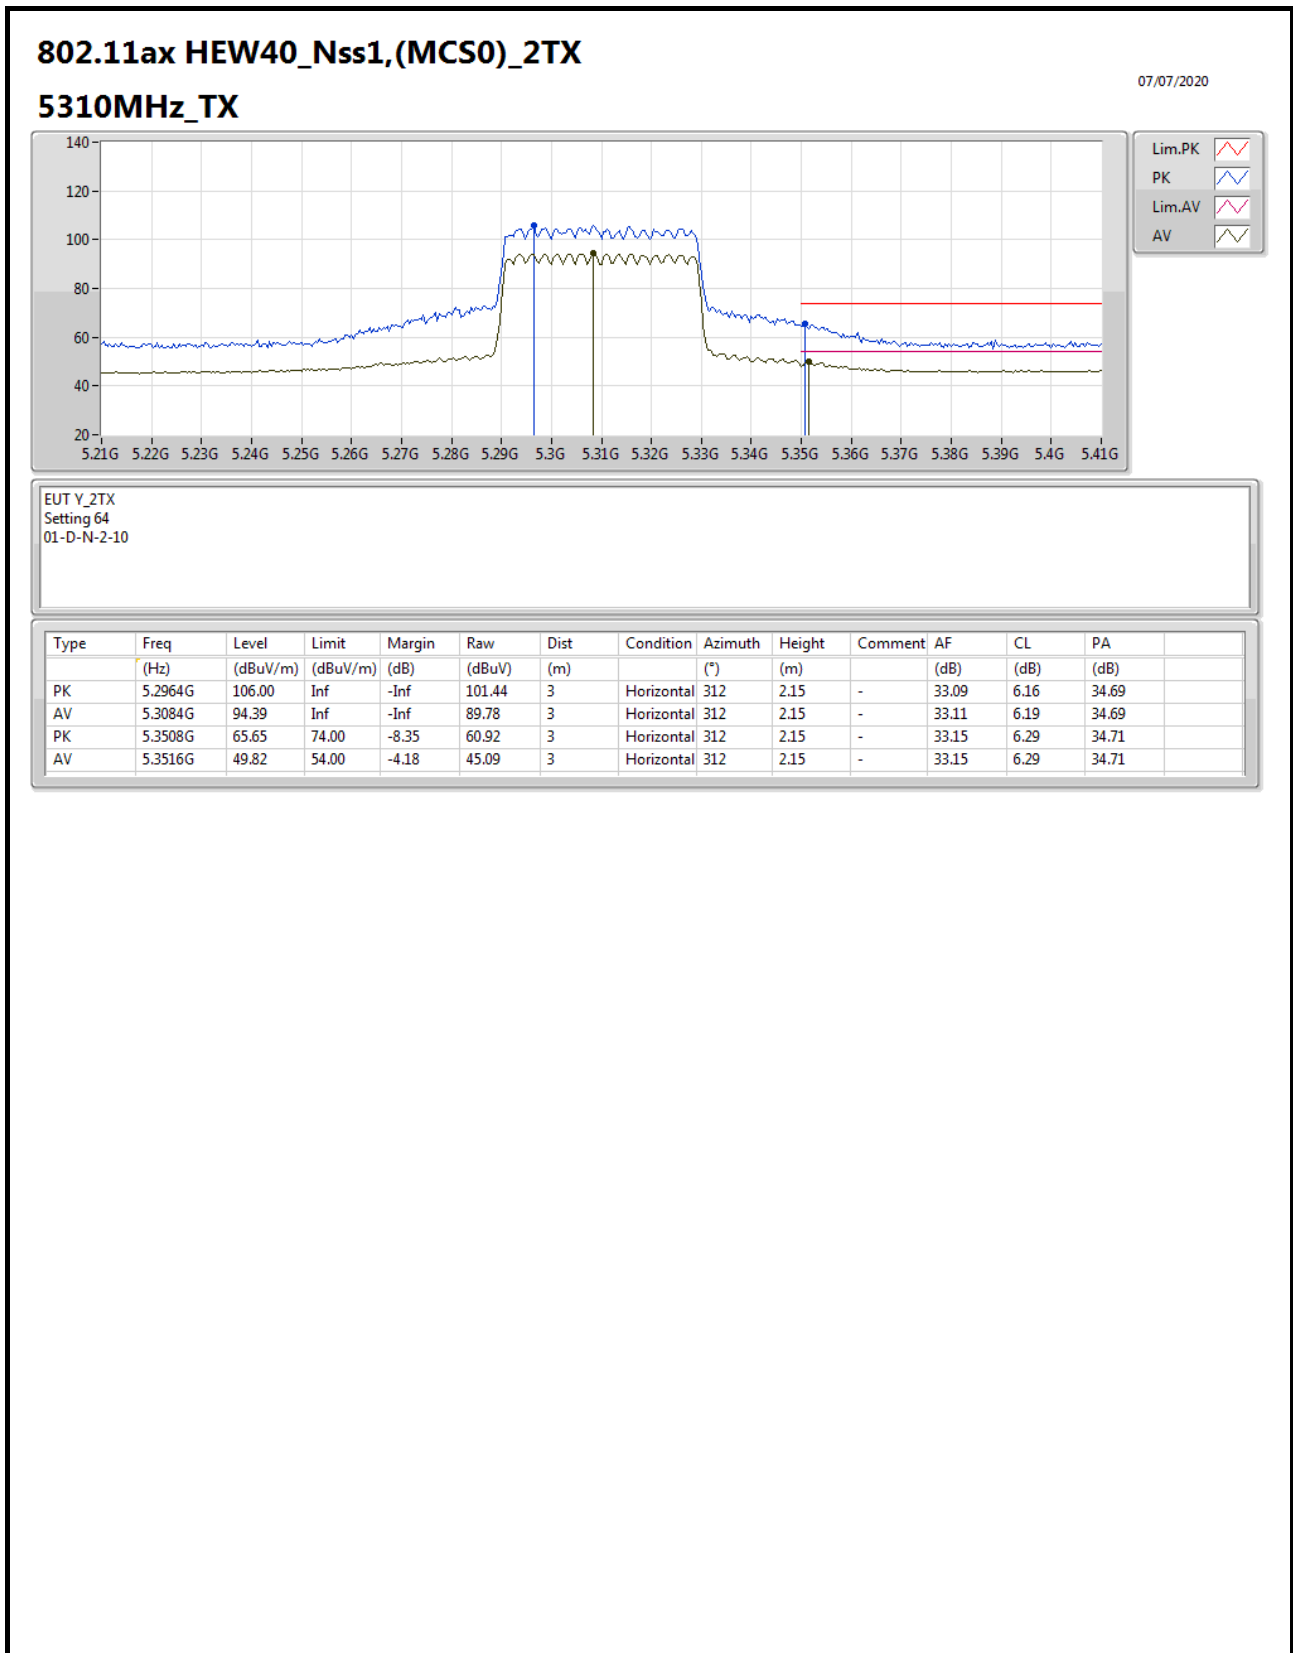 802.11ax HEW40_Nss1,(MCS0)_2TX
07/07/2020
5310MHz_TX
140
120
100
80
60
40
20
5.21G 5.22G 5.23G 5.24G 5.25G 5.26G 5.27G 5.28G 5.29G 5.3G 5.31G 5.32G 5.33G 5.34G 5.35G 5.36G 5.37G 5.38G 5.39G 5.4G 5.41G
Lim.PK
PK
Lim.AV
AV
EUT Y_2TX
Setting 64
01-D-N-2-10
Type Freq Level Limit Margin Raw Dist Condition Azimuth Height Comment AF CL PA
(Hz) (dBuV/m) (dBuV/m) (dB) (dBuV) (m) (°) (m) (dB) (dB) (dB)
PK 5.2964G 106.00 Inf -Inf 101.44 3 Horizontal 312 2.15 - 33.09 6.16 34.69
AV 5.3084G 94.39 Inf -Inf 89.78 3 Horizontal 312 2.15 - 33.11 6.19 34.69
PK 5.3508G 65.65 74.00 -8.35 60.92 3 Horizontal 312 2.15 - 33.15 6.29 34.71
AV 5.3516G 49.82 54.00 -4.18 45.09 3 Horizontal 312 2.15 - 33.15 6.29 34.71